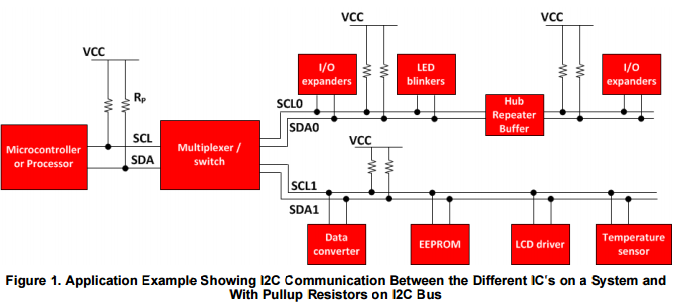 VCC
VCC
VCC
I/O
expanders
LED
blinkers
I/O
expanders
RP
SCL0
SDA0
Hub
Repeater
Buffer
Microcontroller
or Processor
SCL
SDA
Multiplexer /
switch
VCC
SCL1
SDA1
Data
converter
EEPROM
LCD driver
Temperature
sensor
Figure 1. Application Example Showing I2C Communication Between the Different IC's on a System and
With Pullup Resistors on I2C Bus